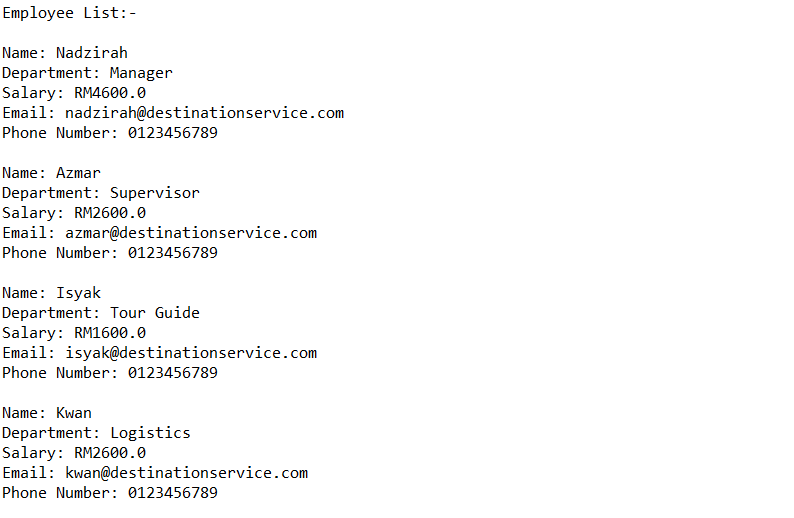 Employee List:-
Name: Nadzirah
Department: Manager
Salary: RM4600.0
Email: nadzirah@destinationservice.com
Phone Number: 0123456789
Name: Azmar
Department: Supervisor
Salary: RM2600.0
Email: azmar@destinationservice.com
Phone Number: 0123456789
Name: Isyak
Department: Tour Guide
Salary: RM1600.0
Email: isyak@destinationservice.com
Phone Number: 0123456789
Name: Kwan
Department: Logistics
Salary: RM2600.0
Email: kwan@destinationservice.com
Phone Number: 0123456789